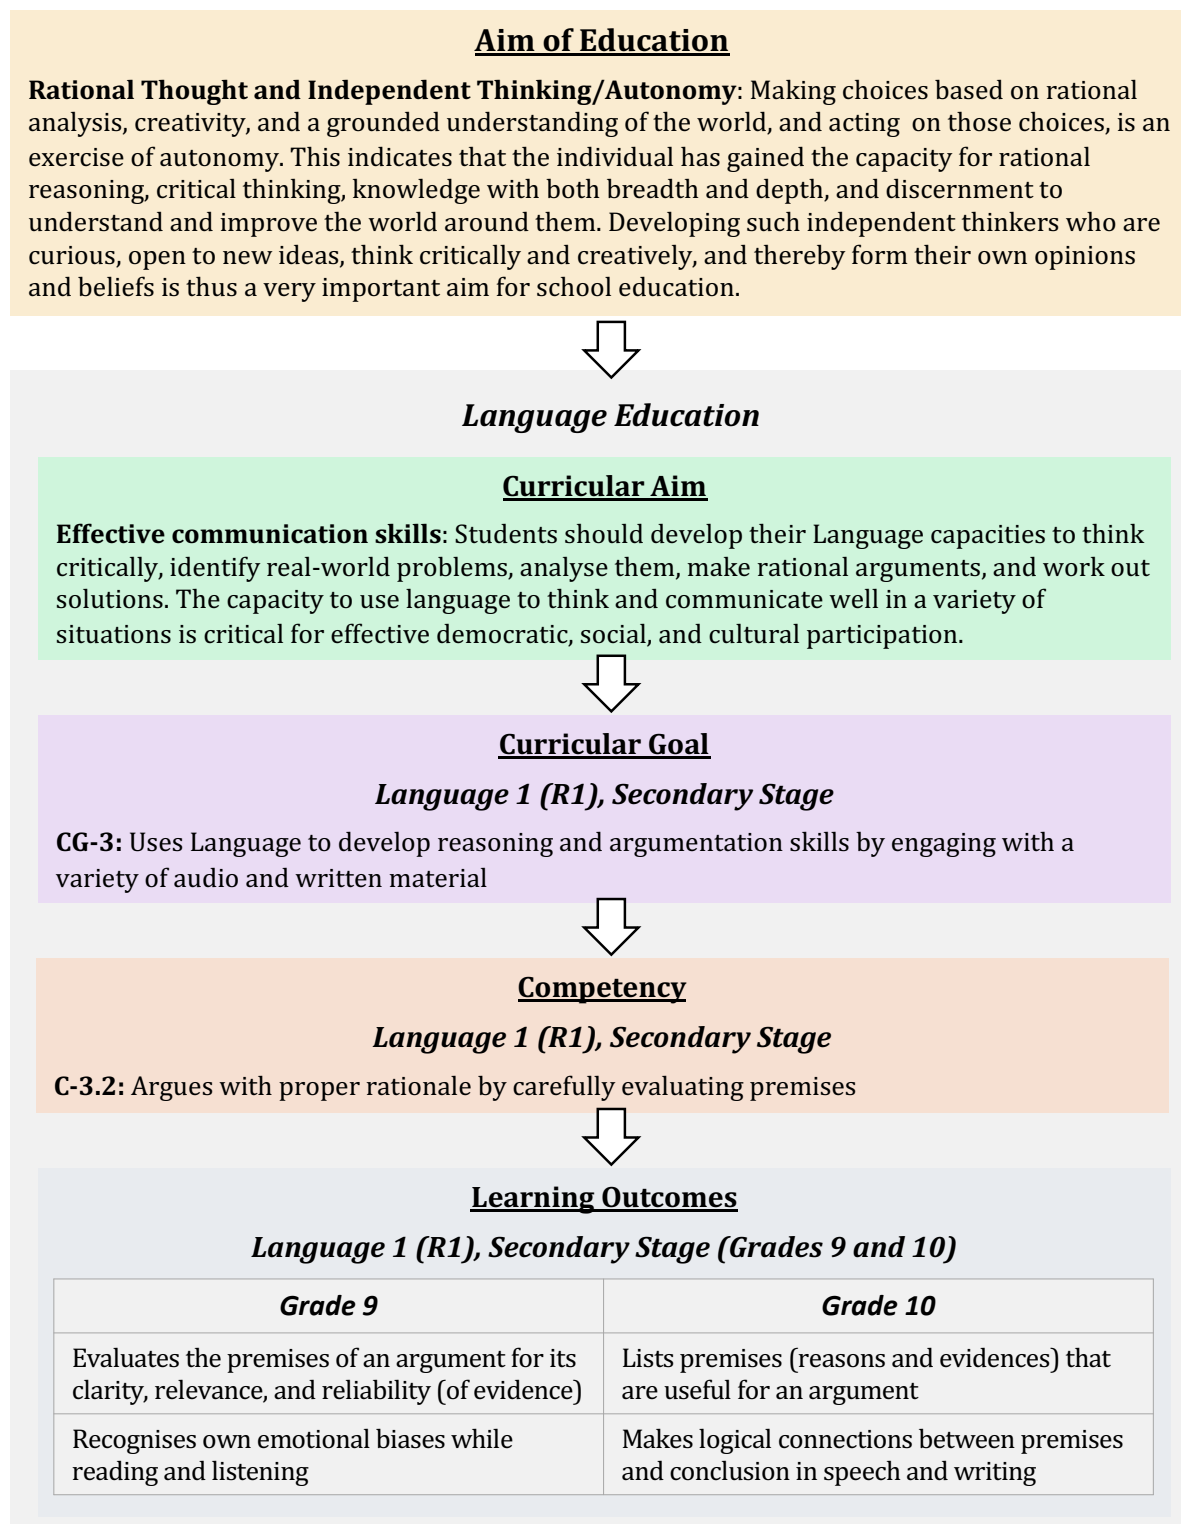 Aim of Education
Rational Thought and Independent Thinking/Autonomy: Making choices based on rational
analysis, creativity, and a grounded understanding of the world, and acting on those choices, is an
exercise of autonomy. This indicates that the individual has gained the capacity for rational
reasoning, critical thinking, knowledge with both breadth and depth, and discernment to
understand and improve the world around them. Developing such independent thinkers who are
curious, open to new ideas, think critically and creatively, and thereby form their own opinions
and beliefs is thus a very important aim for school education.
Language Education
Curricular Aim
Effective communication skills: Students should develop their Language capacities to think
critically, identify real-world problems, analyse them, make rational arguments, and work out
solutions. The capacity to use language to think and communicate well in a variety of
situations is critical for effective democratic, social, and cultural participation.
Curricular Goal
Language 1 (R1), Secondary Stage
CG-3: Uses Language to develop reasoning and argumentation skills by engaging with a
variety of audio and written material
Competency
Language 1 (R1), Secondary Stage
C-3.2: Argues with proper rationale by carefully evaluating premises
Learning Outcomes
Language 1 (R1), Secondary Stage (Grades 9 and 10)
Grade 9
Grade 10
Evaluates the premises of an argument for its
clarity, relevance, and reliability (of evidence)
Lists premises (reasons and evidences) that
are useful for an argument
Recognises own emotional biases while
reading and listening
Makes logical connections between premises
and conclusion in speech and writing